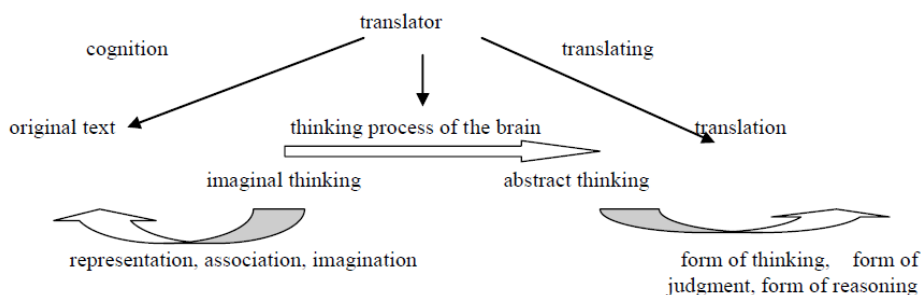 translator
cognition translating
original text thinking process of the brain translation
imaginal thinking abstract thinking
representation, association, imagination form of thinking, form of
judgment, form of reasoning